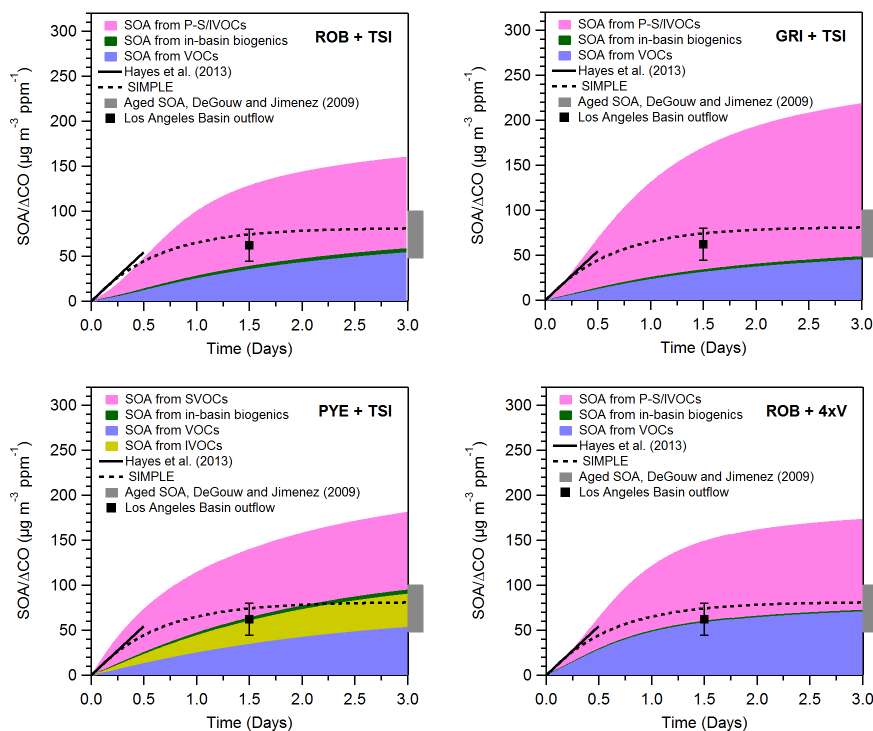 SOA/ΔCO (µg m⁻³ ppm⁻¹)
300
250
200
150
100
50
0
SOA from P-S/IVOCs
SOA from in-basin biogenics
SOA from VOCs
Hayes et al. (2013)
SIMPLE
Aged SOA, DeGouw and Jimenez (2009)
Los Angeles Basin outflow
ROB + TSI
0.0 0.5 1.0 1.5 2.0 2.5 3.0
Time (Days)
SOA/ΔCO (µg m⁻³ ppm⁻¹)
300
250
200
150
100
50
0
SOA from P-S/IVOCs
SOA from in-basin biogenics
SOA from VOCs
Hayes et al. (2013)
SIMPLE
Aged SOA, DeGouw and Jimenez (2009)
Los Angeles Basin outflow
GRI + TSI
0.0 0.5 1.0 1.5 2.0 2.5 3.0
Time (Days)
SOA/ΔCO (µg m⁻³ ppm⁻¹)
300
250
200
150
100
50
0
SOA from SVOCs
SOA from in-basin biogenics
SOA from VOCs
SOA from IVOCs
Hayes et al. (2013)
SIMPLE
Aged SOA, DeGouw and Jimenez (2009)
Los Angeles Basin outflow
PYE + TSI
0.0 0.5 1.0 1.5 2.0 2.5 3.0
Time (Days)
SOA/ΔCO (µg m⁻³ ppm⁻¹)
300
250
200
150
100
50
0
SOA from P-S/IVOCs
SOA from in-basin biogenics
SOA from VOCs
Hayes et al. (2013)
SIMPLE
Aged SOA, DeGouw and Jimenez (2009)
Los Angeles Basin outflow
ROB + 4xV
0.0 0.5 1.0 1.5 2.0 2.5 3.0
Time (Days)